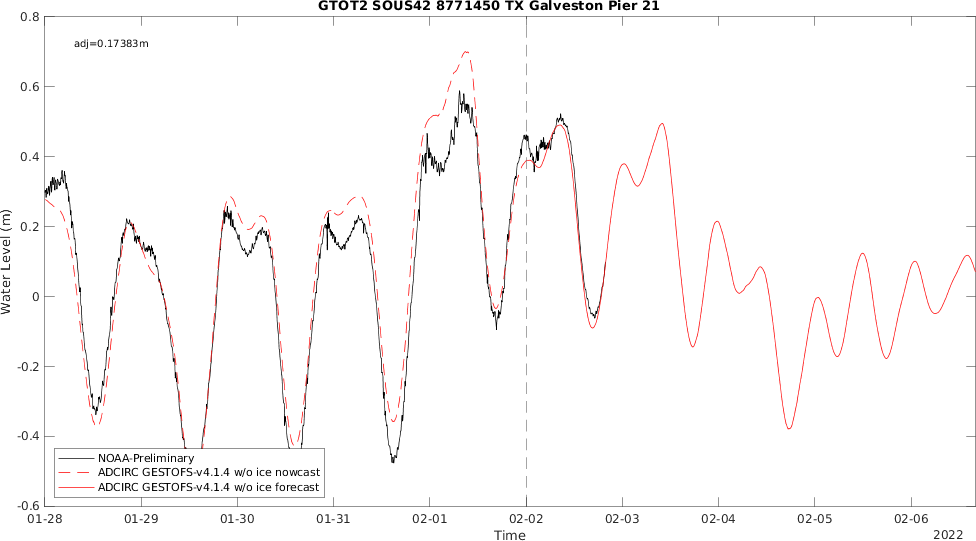 GTOT2 SOUS42 8771450 TX Galveston Pier 21
adj=0.17383m
0.8
0.6
0.4
0.2
0
-0.2
-0.4
-0.6
Water Level (m)
NOAA-Preliminary
ADCIRC GESTOFS-v4.1.4 w/o ice nowcast
ADCIRC GESTOFS-v4.1.4 w/o ice forecast
01-28 01-29 01-30 01-31 02-01 02-02 02-03 02-04 02-05 02-06
Time
2022